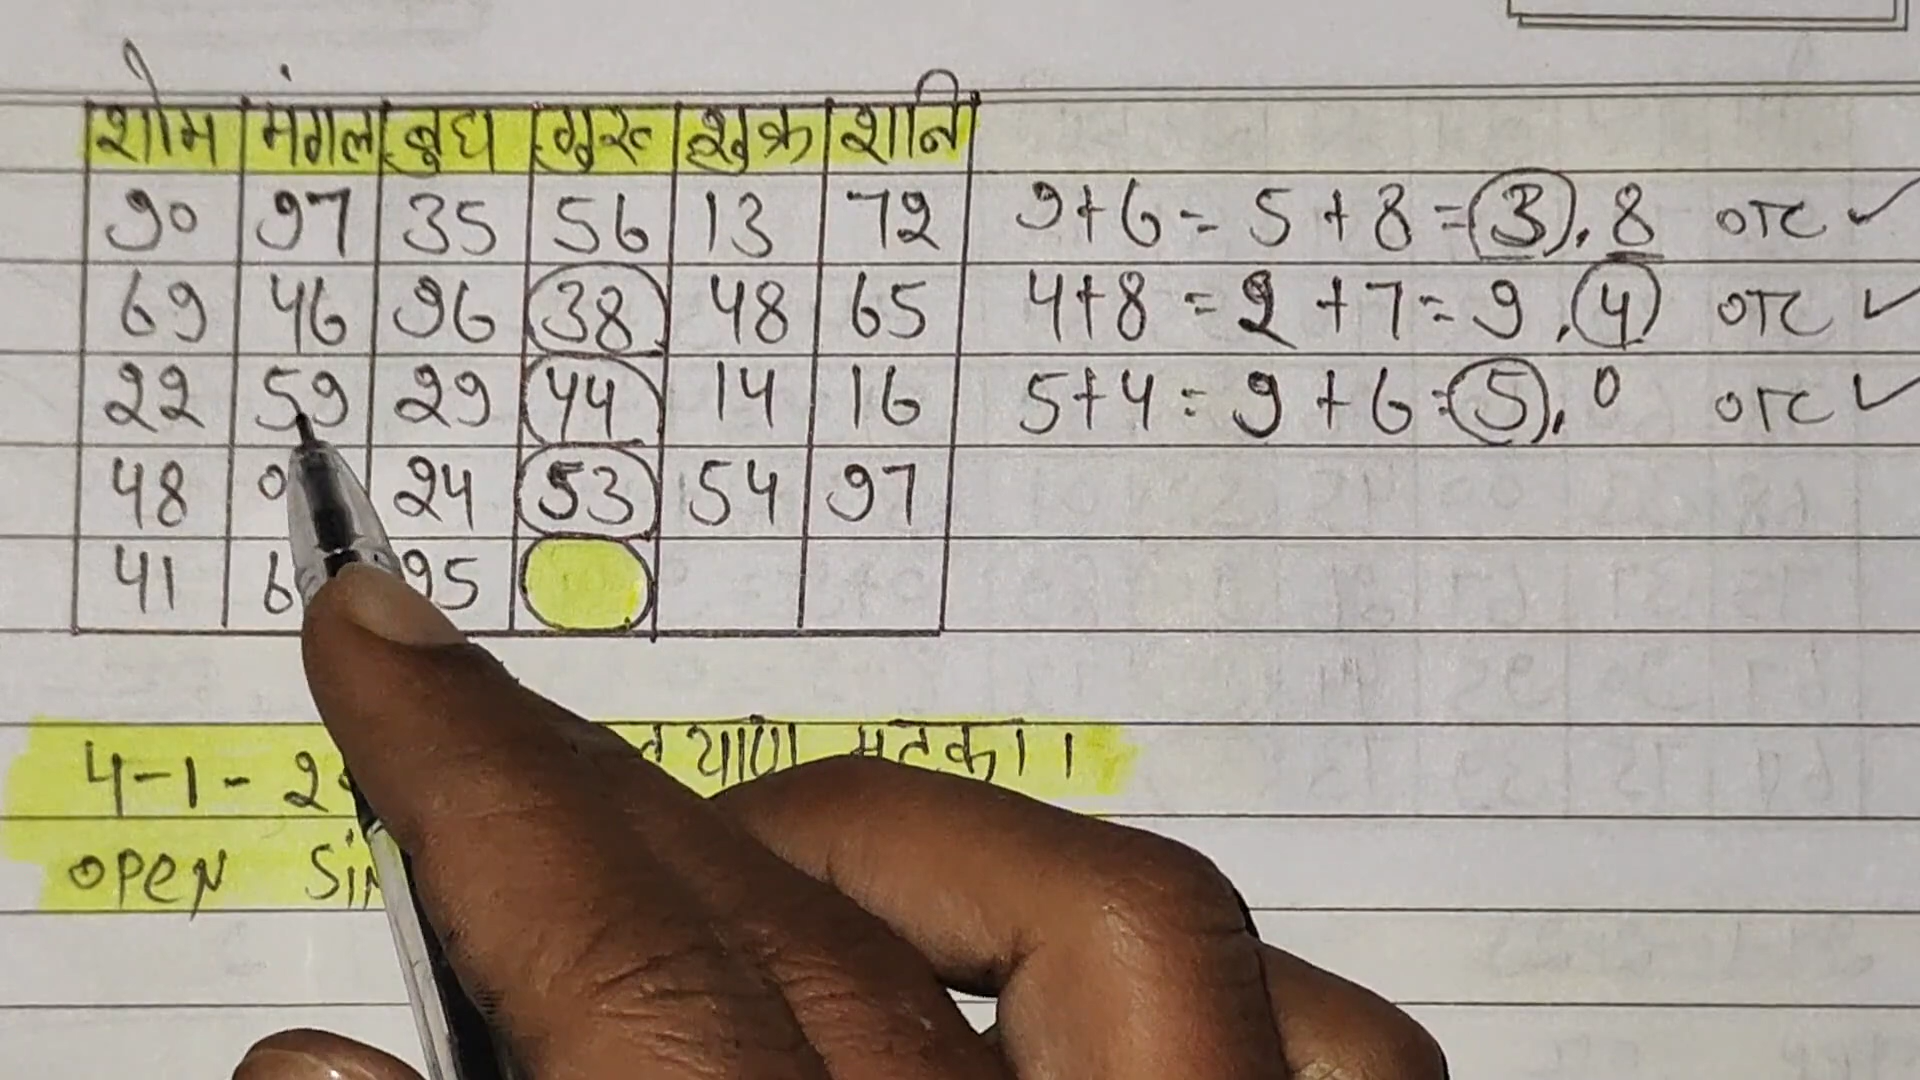 शोम मंगल बुध गुरु शुक्र शनि
90 97 35 56 13 72 9+6= 5+8=3.8 OTC ✓
69 46 96 38 48 65 4+8=2+7=9.4 OTC ✓
22 59 29 44 14 16 5+4=9+6=5.0 OTC ✓
48 24 53 54 97
41 95
4-1- मटका।
OPEN